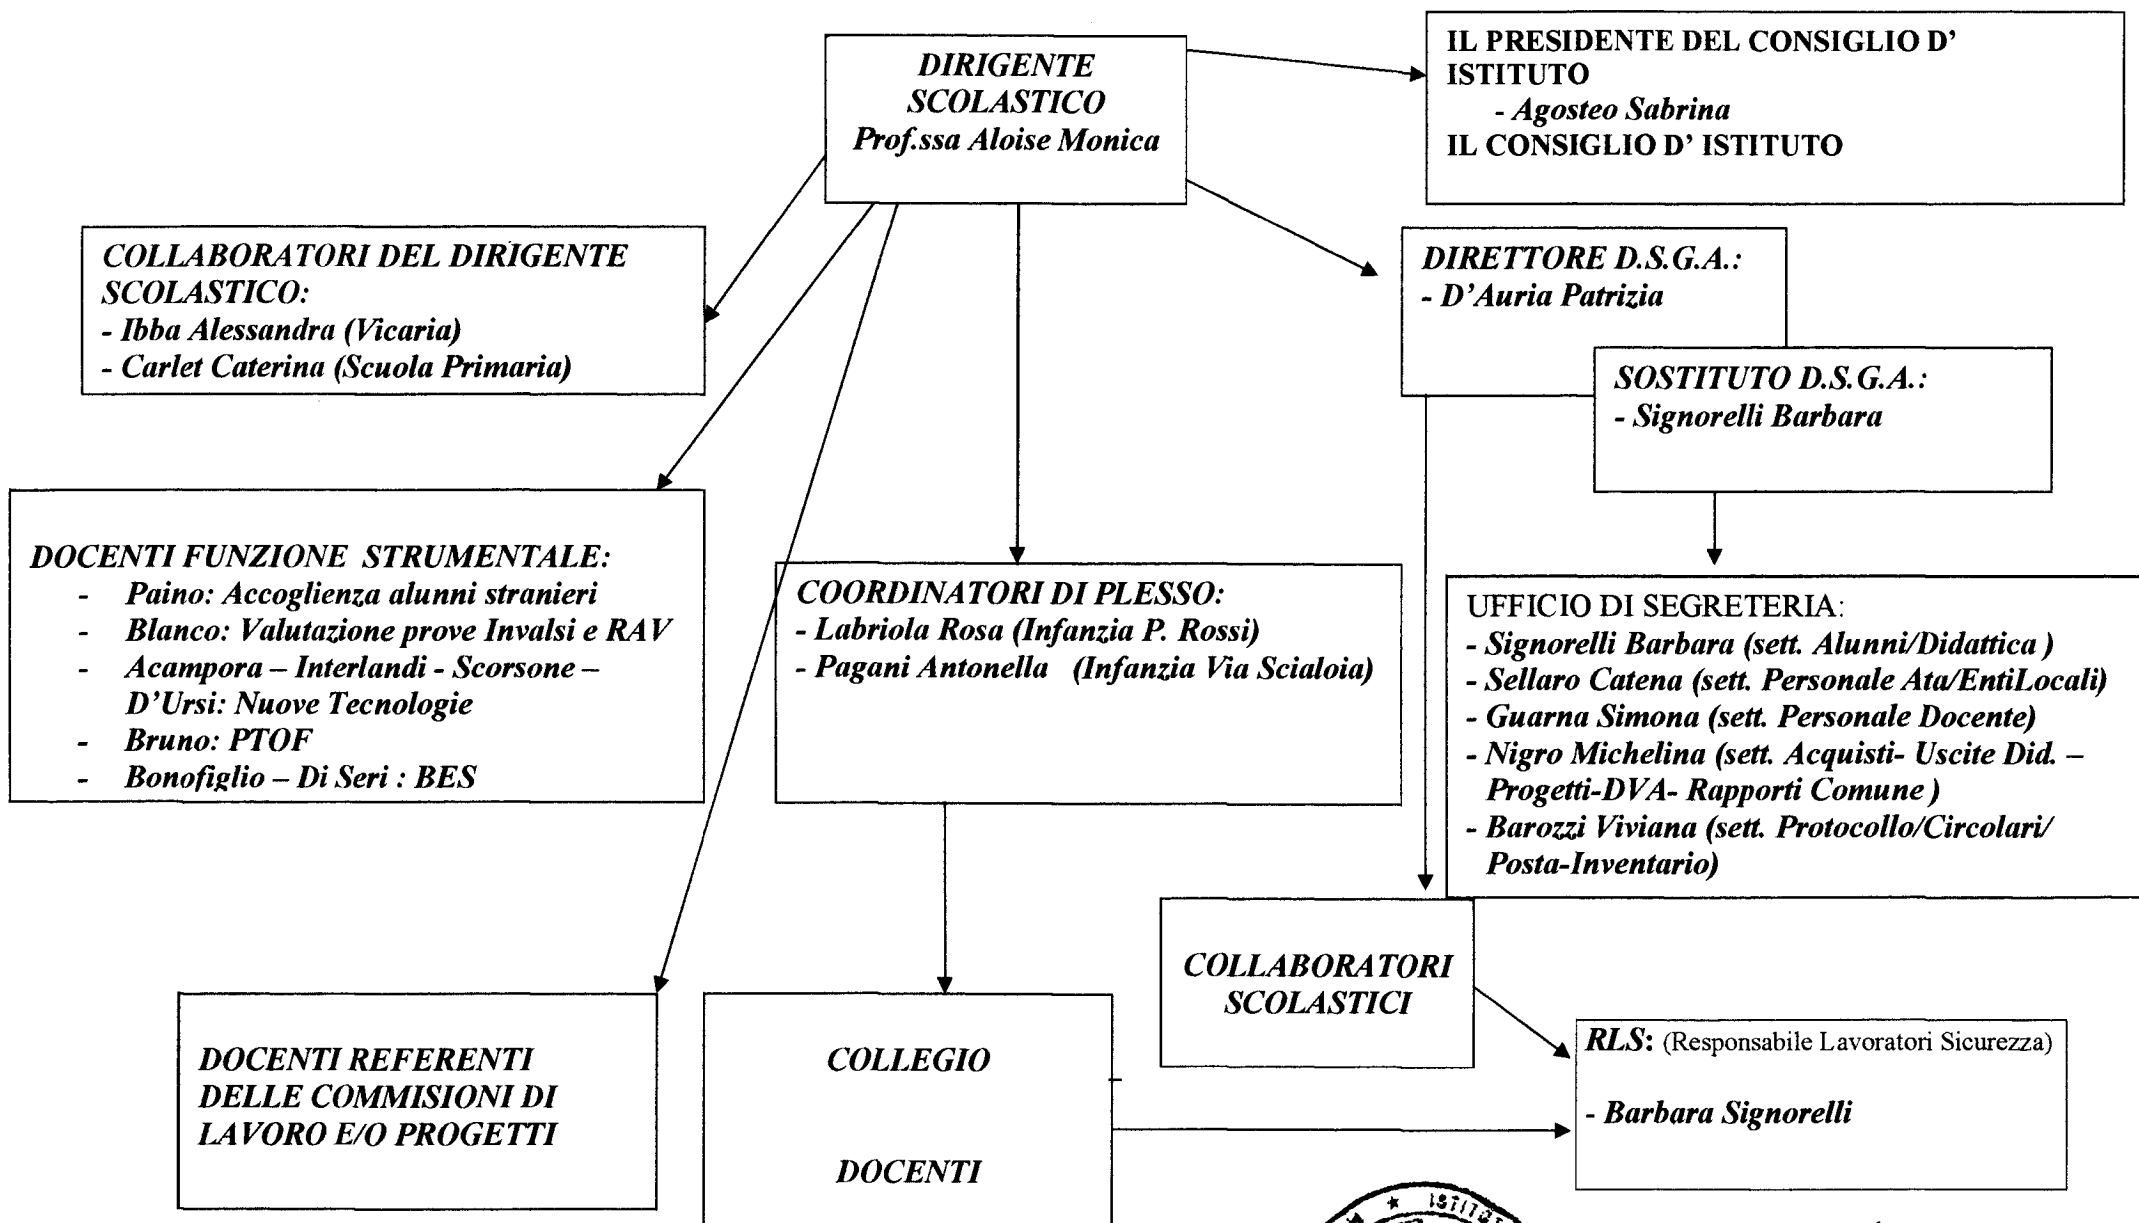 DIRIGENTE
SCOLASTICO
Prof.ssa Aloise Monica
IL PRESIDENTE DEL CONSIGLIO D'
ISTITUTO
- Agosteo Sabrina
IL CONSIGLIO D' ISTITUTO
COLLABORATORI DEL DIRIGENTE
SCOLASTICO:
- Ibba Alessandra (Vicaria)
- Carlet Caterina (Scuola Primaria)
DIRETTORE D.S.G.A.:
- D'Auria Patrizia
SOSTITUTO D.S.G.A.:
- Signorelli Barbara
DOCENTI FUNZIONE STRUMENTALE:
- Paino: Accoglienza alunni stranieri
- Blanco: Valutazione prove Invalsi e RAV
- Acampora – Interlandi - Scorsone –
D'Ursi: Nuove Tecnologie
- Bruno: PTOF
- Bonofiglio – Di Seri : BES
COORDINATORI DI PLESSO:
- Labriola Rosa (Infanzia P. Rossi)
- Pagani Antonella (Infanzia Via Scialoia)
UFFICIO DI SEGRETERIA:
- Signorelli Barbara (sett. Alunni/Didattica )
- Sellaro Catena (sett. Personale Ata/EntiLocali)
- Guarna Simona (sett. Personale Docente)
- Nigro Michelina (sett. Acquisti- Uscite Did. –
Progetti-DVA- Rapporti Comune )
- Barozzi Viviana (sett. Protocollo/Circolari/
Posta-Inventario)
COLLABORATORI
SCOLASTICI
DOCENTI REFERENTI
DELLE COMMISIONI DI
LAVORO E/O PROGETTI
COLLEGIO
DOCENTI
RLS: (Responsabile Lavoratori Sicurezza)
- Barbara Signorelli